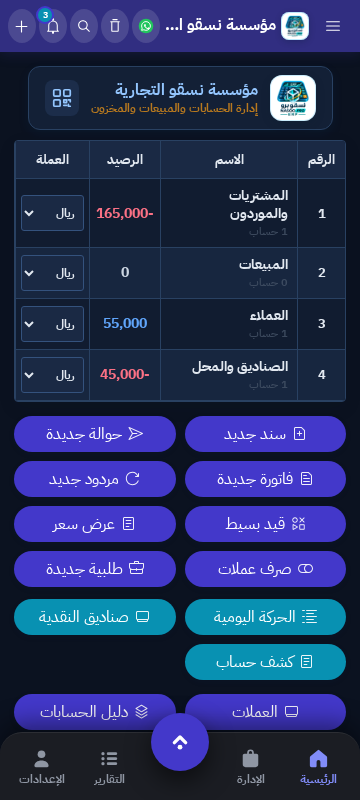 مؤسسة نسقو ا...
3
مؤسسة نسقو التجارية
إدارة الحسابات والمبيعات والمخزون
الرقم الاسم الرصيد العملة
1 المشتريات والموردون -165,000 ريال
1 حساب
2 المبيعات 0 ريال
0 حساب
3 العملاء 55,000 ريال
1 حساب
4 الصناديق والمحل -45,000 ريال
1 حساب
سند جديد
حوالة جديدة
فاتورة جديدة
مردود جديد
قيد بسيط
عرض سعر
صرف عملات
طلبية جديدة
الحركة اليومية
صناديق النقدية
كشف حساب
العملات
دليل الحسابات
الرئيسية
الإدارة
التقارير
الإعدادات